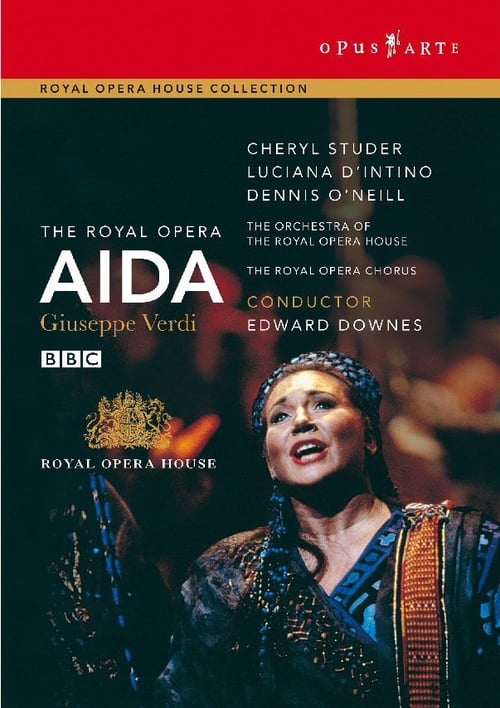 OPUS ARTE
ROYAL OPERA HOUSE COLLECTION
CHERYL STUDER
LUCIANA D'INTINO
DENNIS O'NEILL
THE ORCHESTRA OF
THE ROYAL OPERA HOUSE
THE ROYAL OPERA CHORUS
CONDUCTOR
EDWARD DOWNES
THE ROYAL OPERA
AIDA
Giuseppe Verdi
BBC
ROYAL OPERA HOUSE